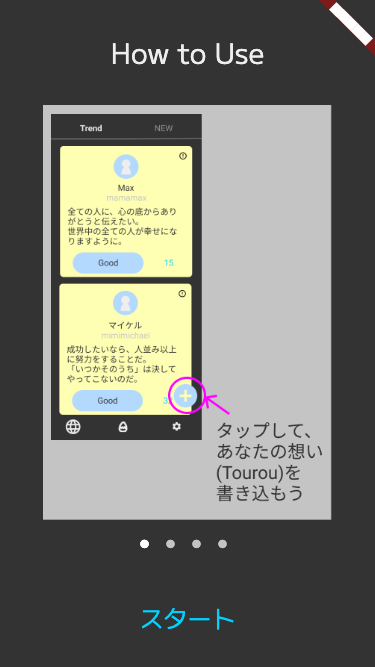 How to Use
Trend
NEW
Max
mamamax
全ての人に、心の底からあり
がとうと伝えたい。
世界中の全ての人が幸せにな
りますように。
Good
15
マイケル
mimimichael
成功したいなら、人並み以上
に努力をすることだ。
「いつかそのうち」は決して
やってこないのだ。
Good
タップして、
あなたの想い
(Tourou)を
書き込もう
スタート